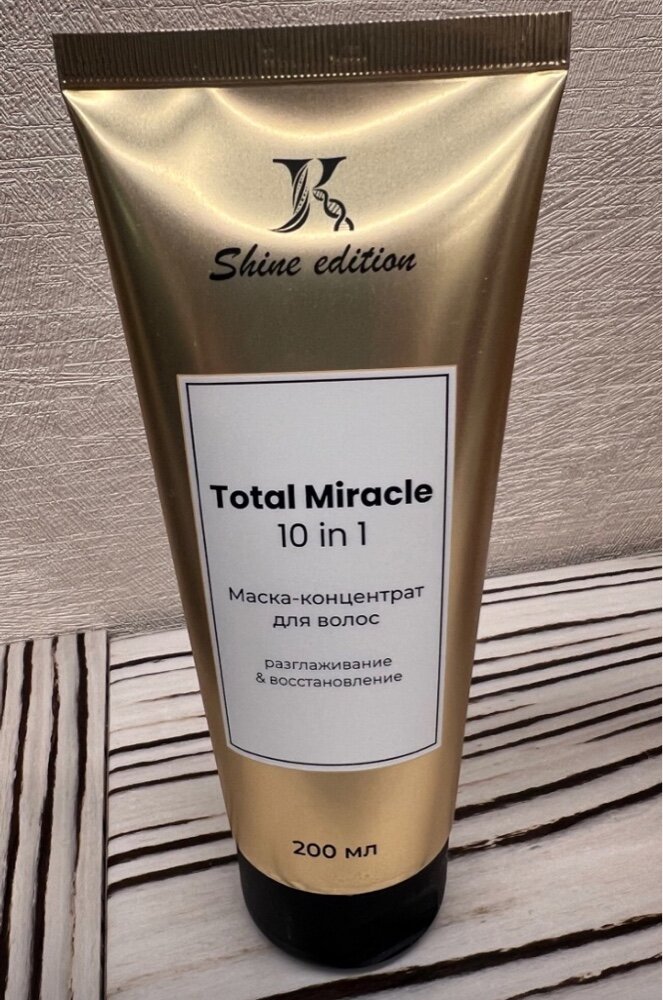 K
Shine edition
Total Miracle
10 in 1
Маска-концентрат
для волос
разглаживание
& восстановление
200 мл